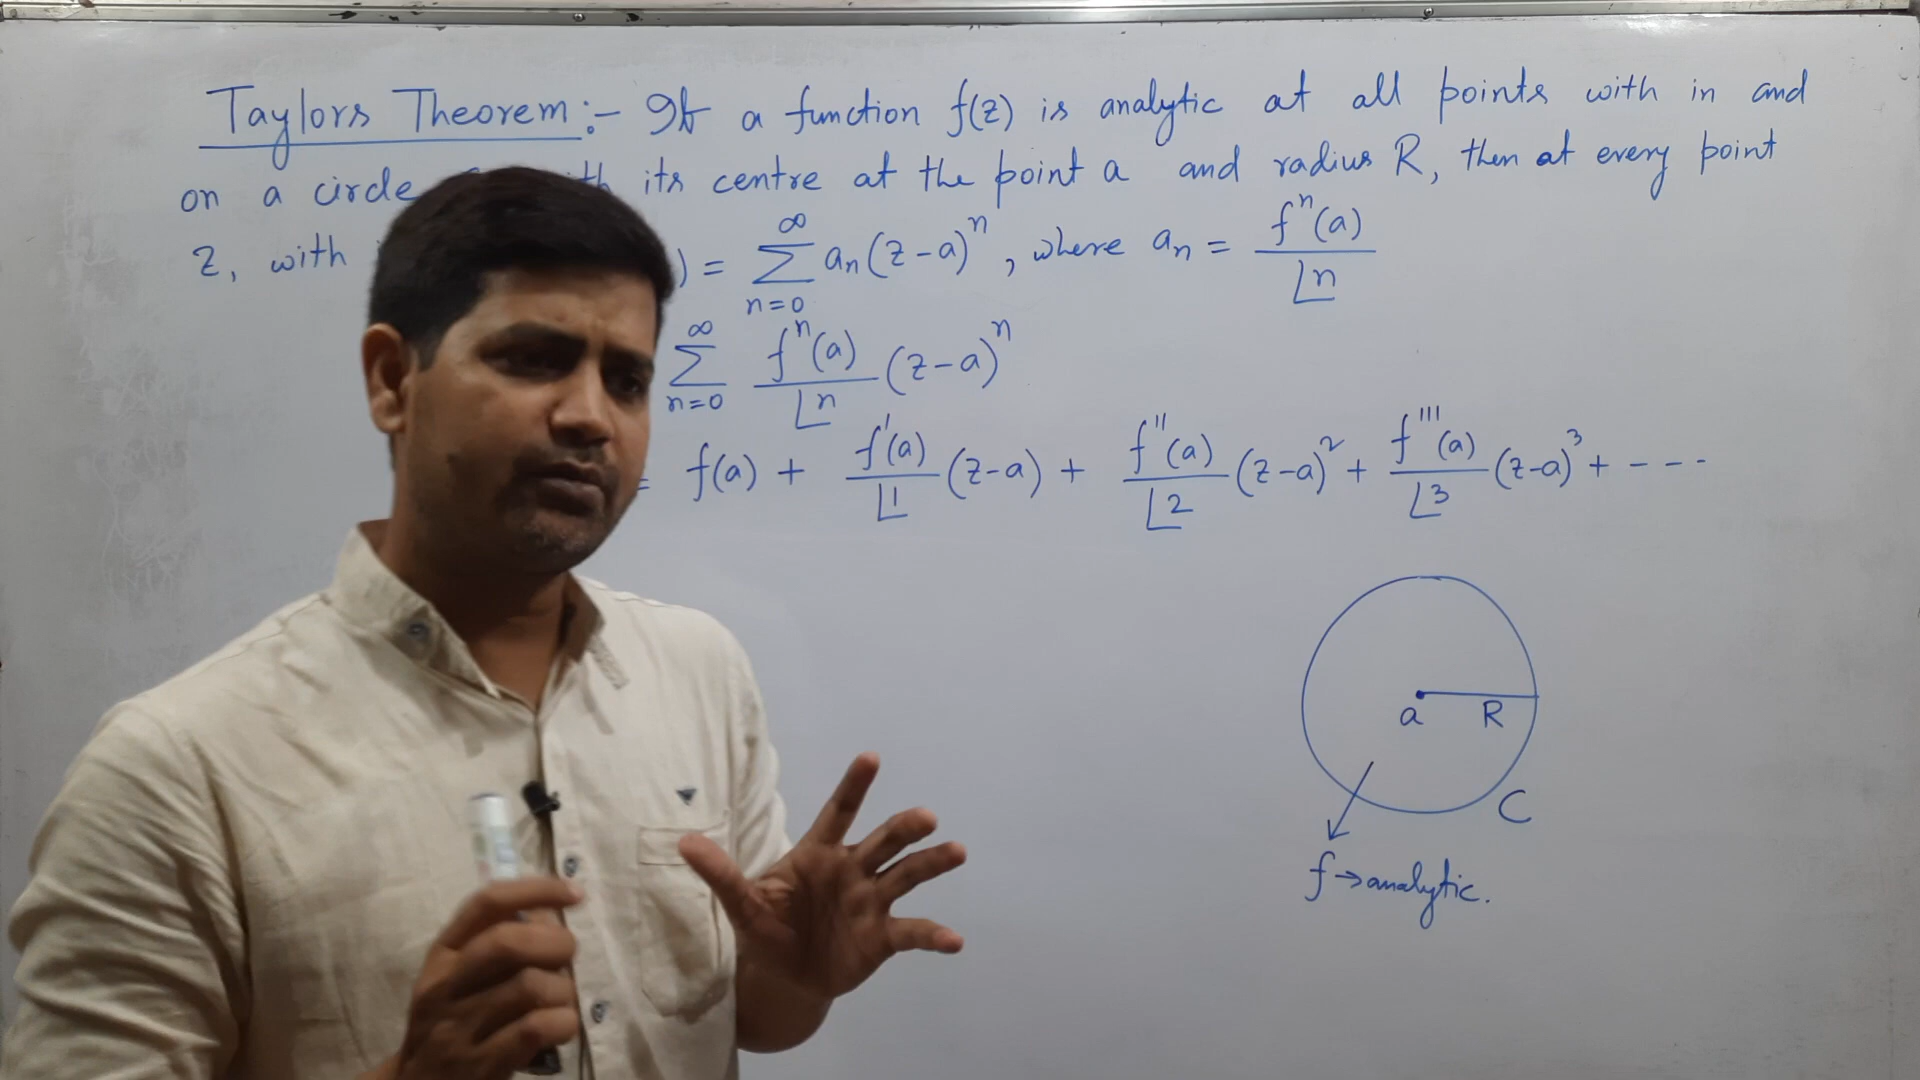 Taylors Theorem :- If a function f(z) is analytic at all points with in and
on a circle its centre at the point a and radius R, then at every point
z, with ) = ∑_{n=0}^{∞} aₙ(z-a)ⁿ, where aₙ = fⁿ(a)/∟n
∑_{n=0}^{∞} fⁿ(a)/∟n (z-a)ⁿ
= f(a) + f'(a)/∟1 (z-a) + f''(a)/∟2 (z-a)² + f'''(a)/∟3 (z-a)³ + ----
a R
C
f→analytic.